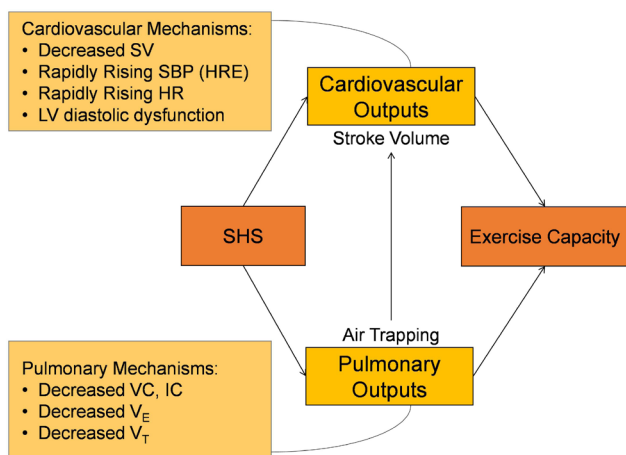 Cardiovascular Mechanisms:
• Decreased SV
• Rapidly Rising SBP (HRE)
• Rapidly Rising HR
• LV diastolic dysfunction
Cardiovascular
Outputs
Stroke Volume
SHS
Exercise Capacity
Air Trapping
Pulmonary
Outputs
Pulmonary Mechanisms:
• Decreased VC, IC
• Decreased VE
• Decreased VT